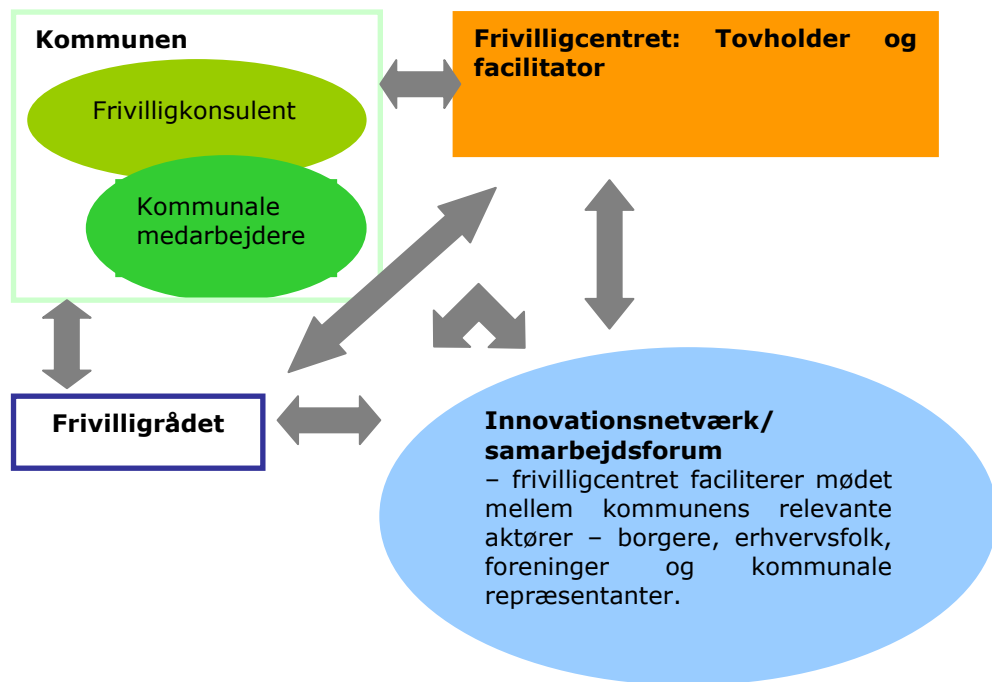 Kommunen
Frivilligkonsulent
Kommunale
medarbejdere
Frivilligcentret: Tovholder og
facilitator
Frivilligrådet
Innovationsnetværk/
samarbejdsforum
– frivilligcentret faciliterer mødet
mellem kommunens relevante
aktører – borgere, erhvervsfolk,
foreninger og kommunale
repræsentanter.